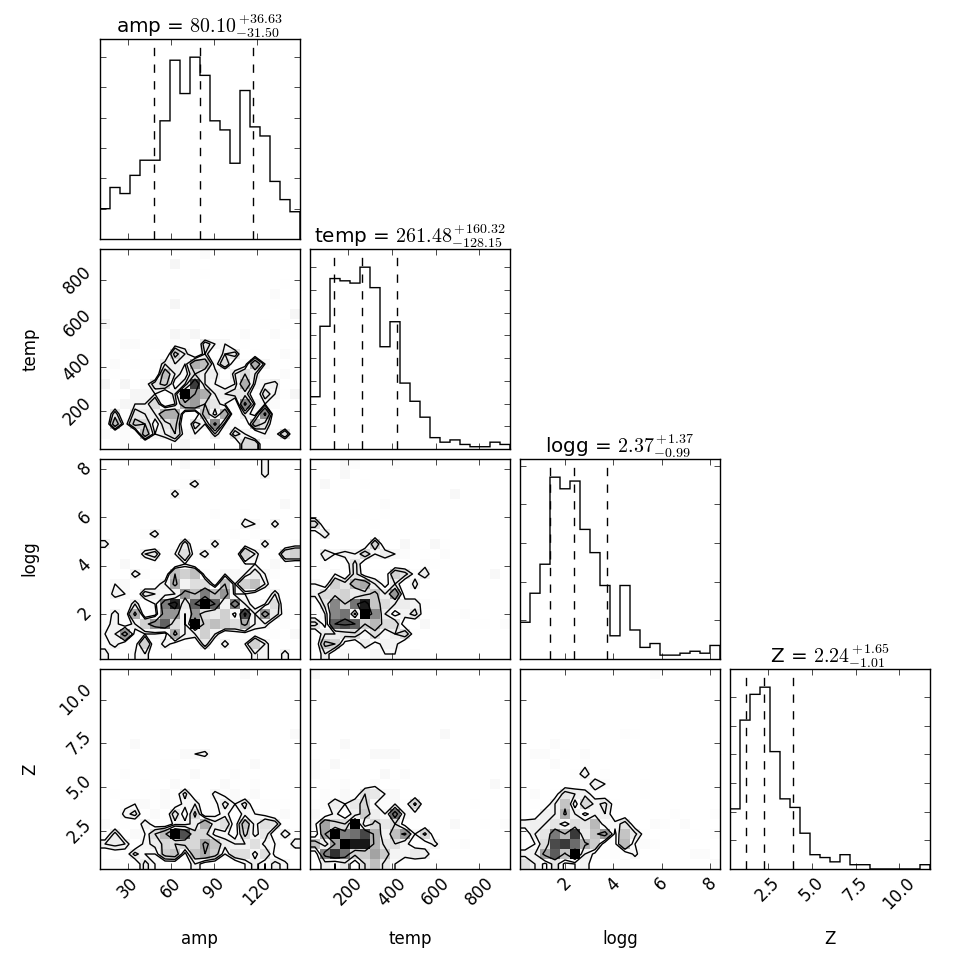 amp = 80.10 +36.63 −31.50
temp = 261.48 +160.32 −128.15
800
600
400
200
temp
logg = 2.37 +1.37 −0.99
8
6
4
2
logg
Z = 2.24 +1.65 −1.01
10.0
7.5
5.0
2.5
Z
30 60 90 120 200 400 600 800 2 4 6 8 2.5 5.0 7.5 10.0
amp temp logg Z